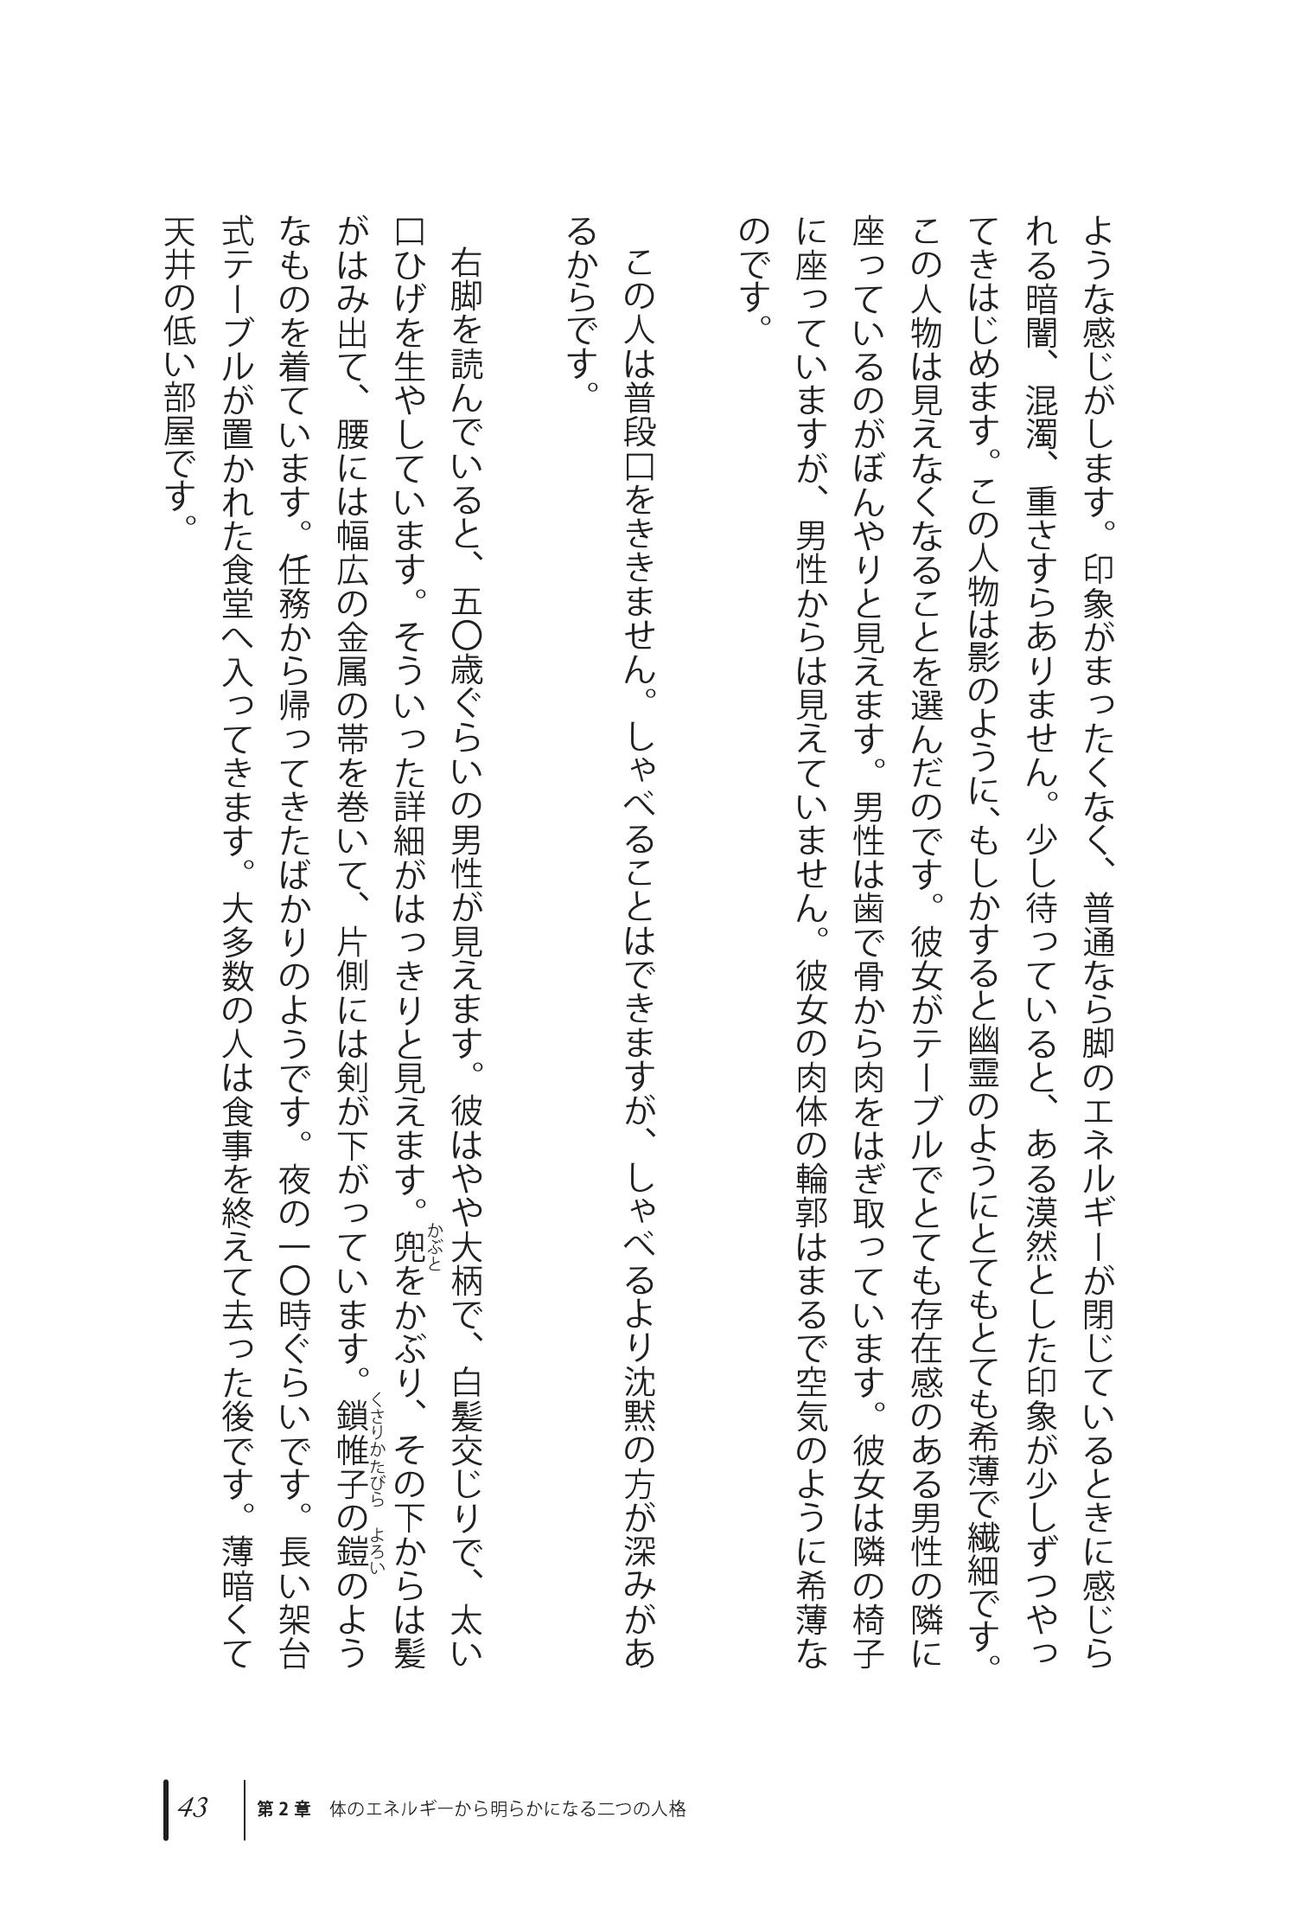 ような感じがします。印象がまったくなく、普通なら脚のエネルギーが閉じているときに感じら
れる暗闇、混濁、重さすらありません。少し待っていると、ある漠然とした印象が少しずつやっ
てきはじめます。この人物は影のように、もしかすると幽霊のようにとてもとても希薄で繊細です。
この人物は見えなくなることを選んだのです。彼女がテーブルでとても存在感のある男性の隣に
座っているのがぼんやりと見えます。男性は歯で骨から肉をはぎ取っています。彼女は隣の椅子
に座っていますが、男性からは見えていません。彼女の肉体の輪郭はまるで空気のように希薄な
のです。
この人は普段口をききません。しゃべることはできますが、しゃべるより沈黙の方が深みがあ
るからです。
右脚を読んでいると、五〇歳ぐらいの男性が見えます。彼はやや大柄で、白髪交じりで、太い
口ひげを生やしています。そういった詳細がはっきりと見えます。兜をかぶり、その下からは髪
かぶと
がはみ出て、腰には幅広の金属の帯を巻いて、片側には剣が下がっています。鎖帷子の鎧のよう
くさりかたびら よろい
なものを着ています。任務から帰ってきたばかりのようです。夜の一〇時ぐらいです。長い架台
式テーブルが置かれた食堂へ入ってきます。大多数の人は食事を終えて去った後です。薄暗くて
天井の低い部屋です。
43 第2章 体のエネルギーから明らかになる二つの人格